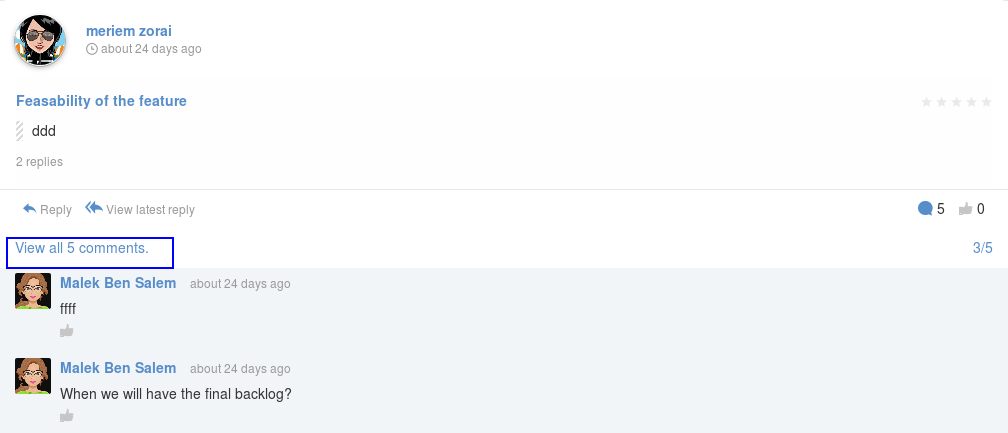 meriem zorai
about 24 days ago
Feasability of the feature
ddd
2 replies
Reply View latest reply 5 0
View all 5 comments. 3/5
Malek Ben Salem about 24 days ago
ffff
Malek Ben Salem about 24 days ago
When we will have the final backlog?